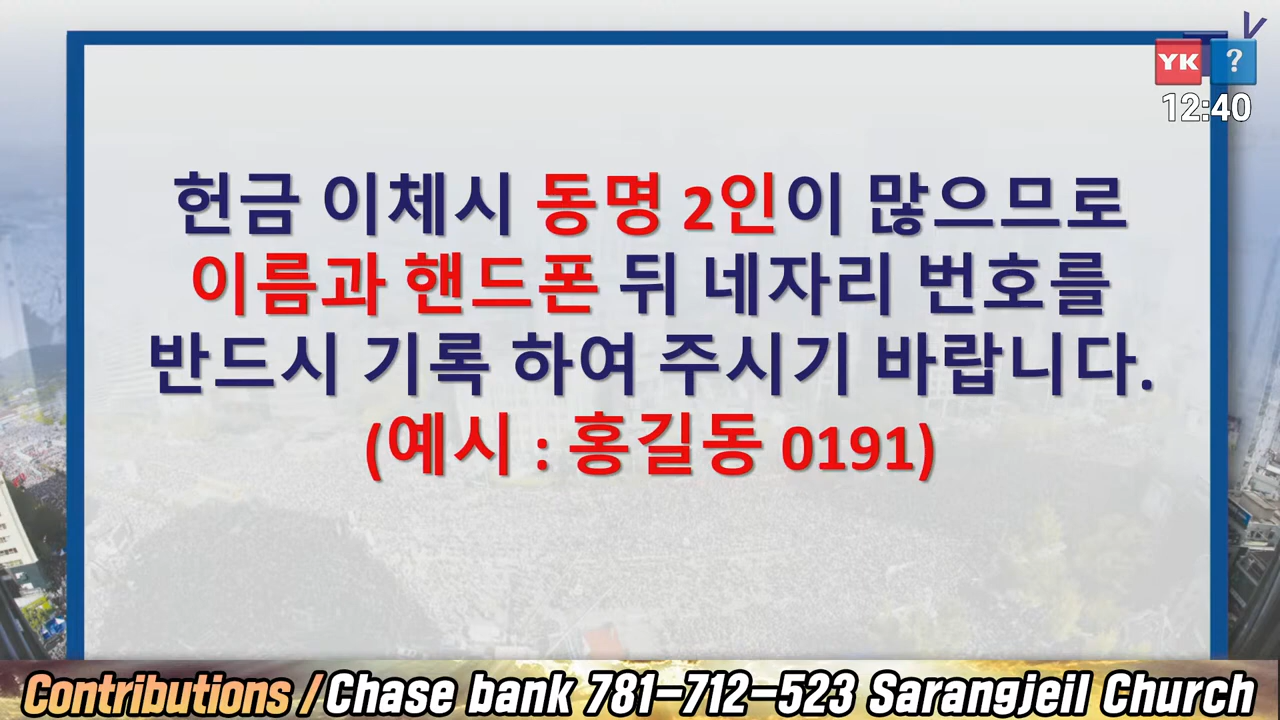 YK ?
12:40
헌금 이체시 동명 2인이 많으므로
이름과 핸드폰 뒤 네자리 번호를
반드시 기록 하여 주시기 바랍니다.
(예시 : 홍길동 0191)
Contributions / Chase bank 781-712-523 Sarangjeil Church